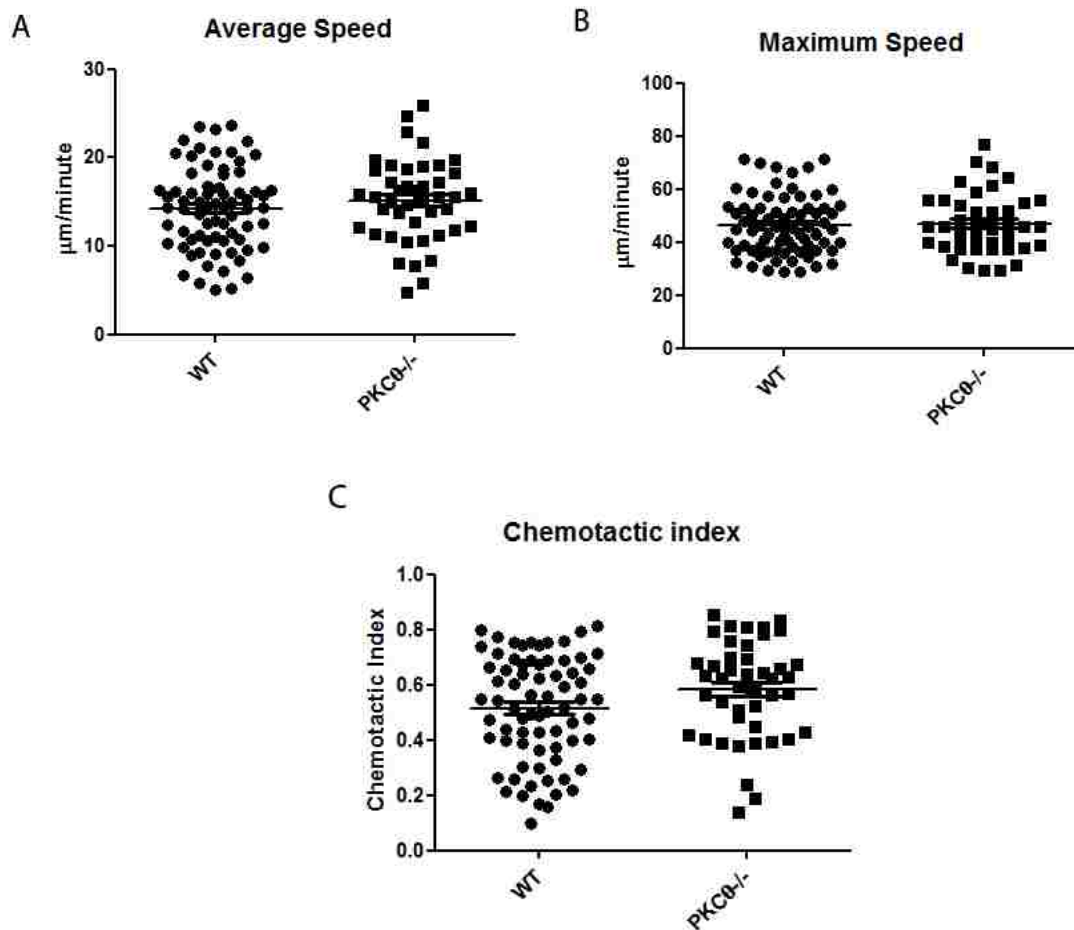 A
Average Speed
μm/minute
30
20
10
0
WT
PKCθ-/-
B
Maximum Speed
μm/minute
100
80
60
40
20
0
WT
PKCθ-/-
C
Chemotactic index
Chemotactic Index
1.0
0.8
0.6
0.4
0.2
0.0
WT
PKCθ-/-